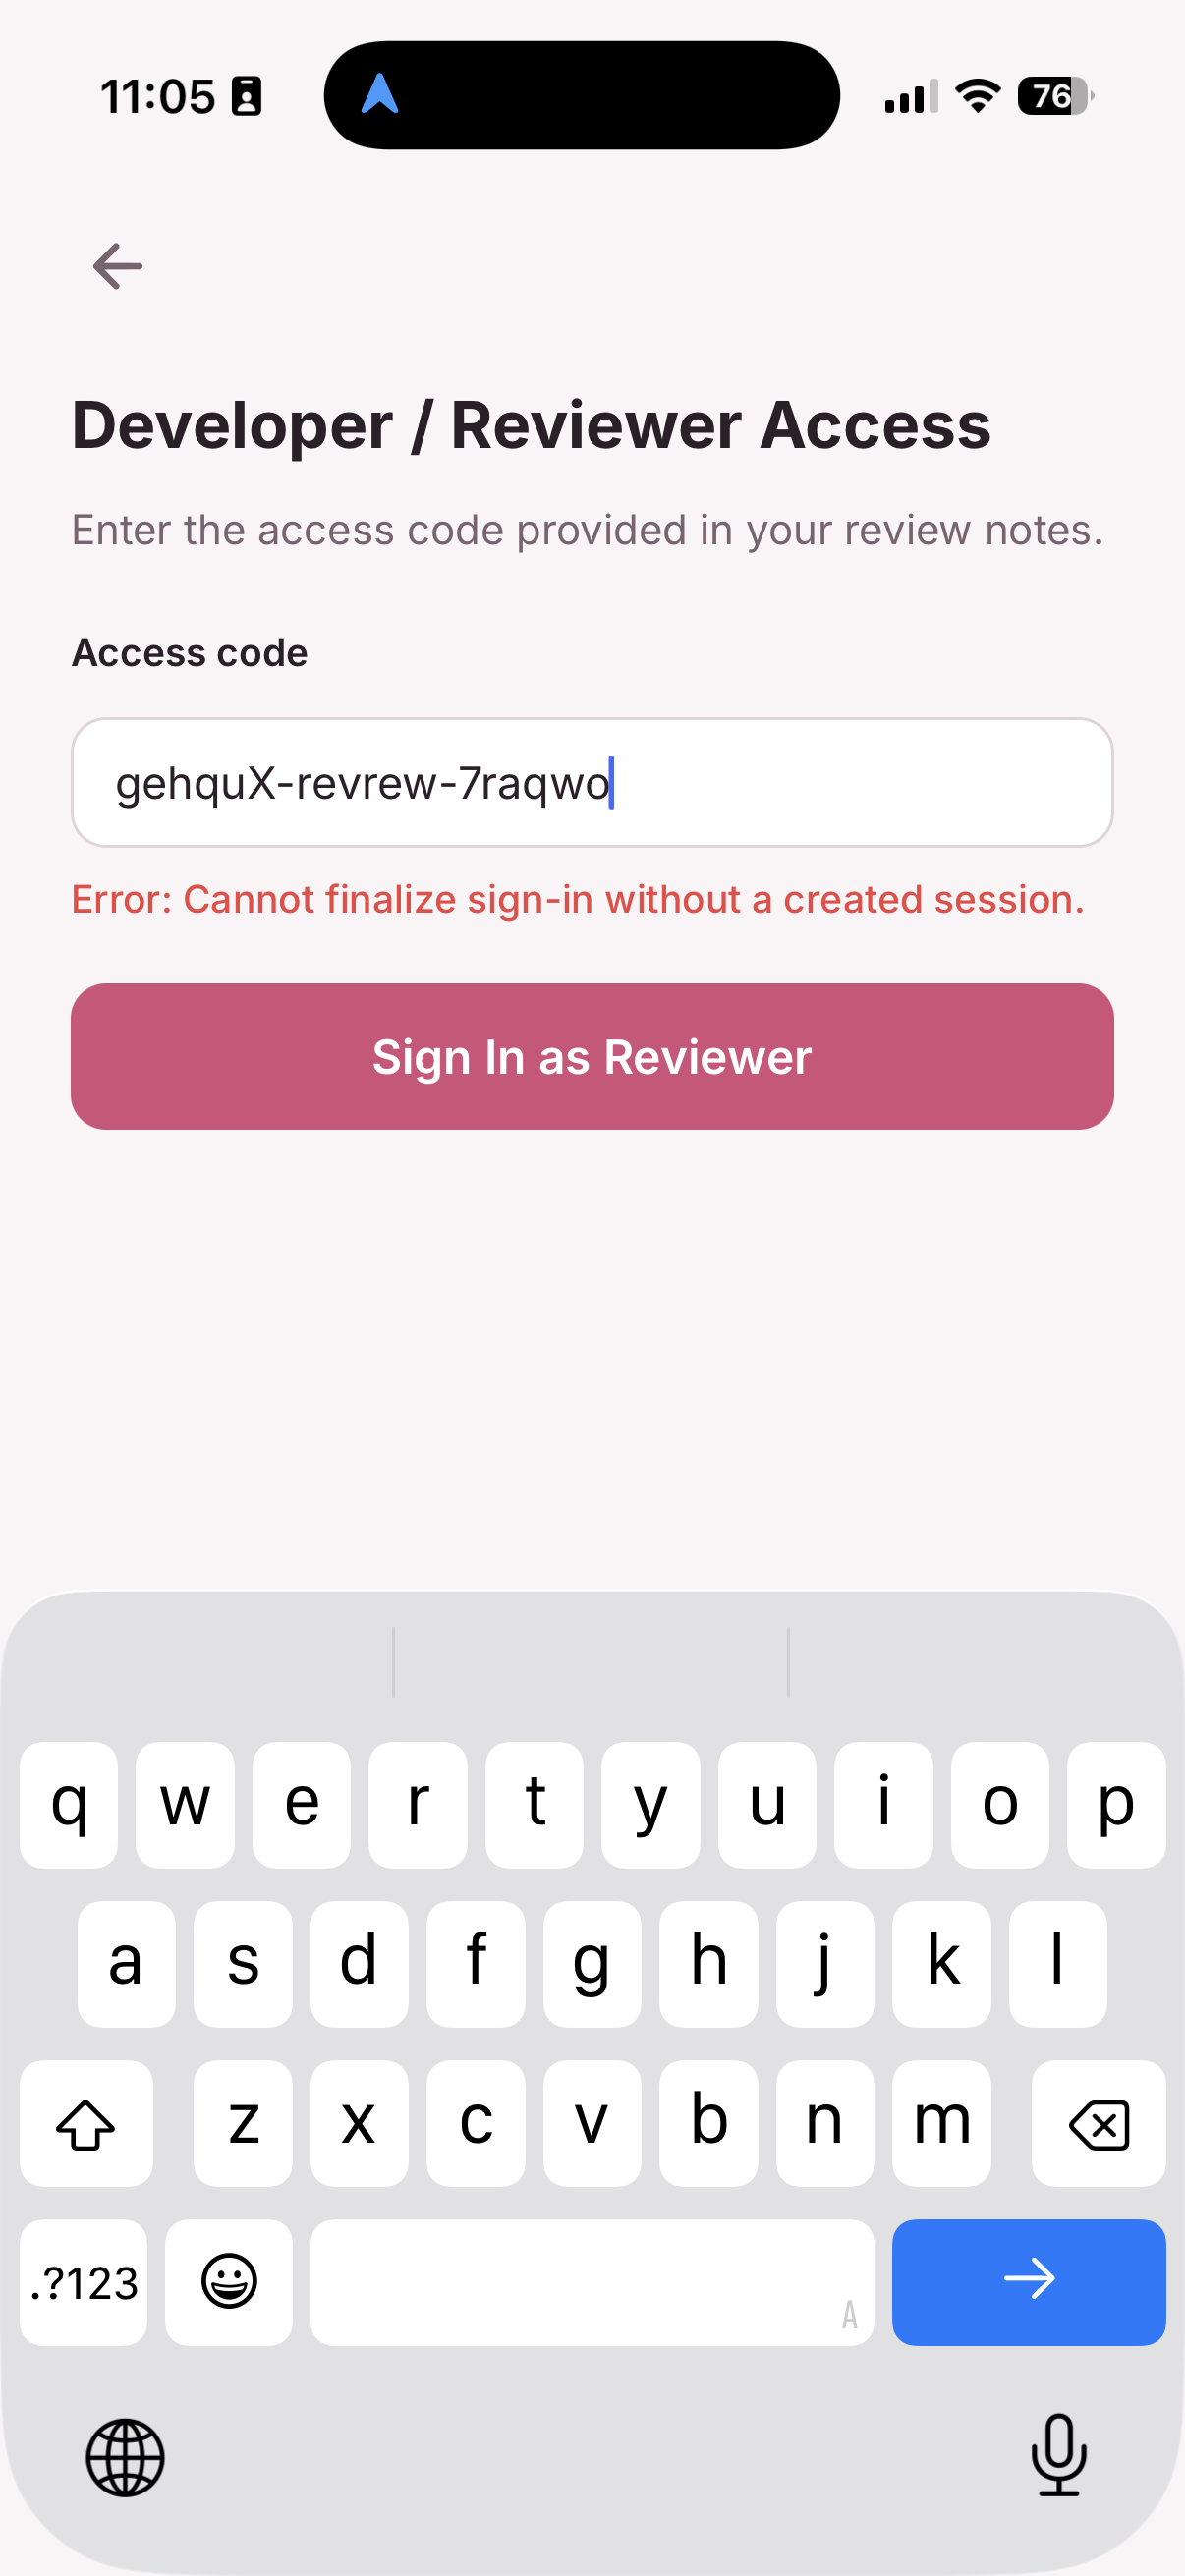 11:05
76
Developer / Reviewer Access
Enter the access code provided in your review notes.
Access code
gehquX-revrew-7raqwo
Error: Cannot finalize sign-in without a created session.
Sign In as Reviewer
q w e r t y u i o p
a s d f g h j k l
z x c v b n m
.?123
A